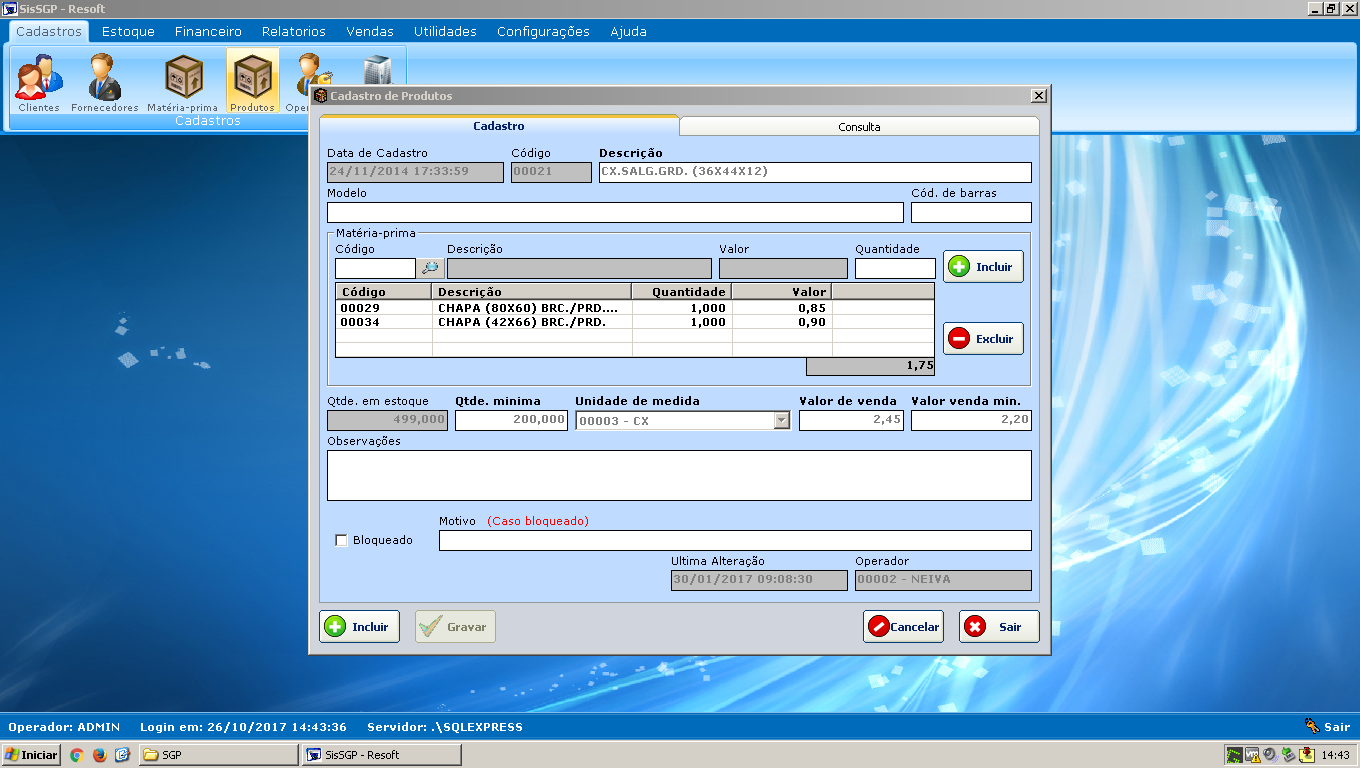 SisSGP - Resoft
Cadastros Estoque Financeiro Relatorios Vendas Utilidades Configurações Ajuda
Clientes Fornecedores Matéria-prima Produtos
Cadastros
Cadastro de Produtos
Cadastro Consulta
Data de Cadastro Código Descrição
24/11/2014 17:33:59 00021 CX.SALG.GRD. (36X44X12)
Modelo Cód. de barras
Matéria-prima
Código Descrição Valor Quantidade
Incluir
Código Descrição Quantidade Valor
00029 CHAPA (80X60) BRC./PRD.... 1,000 0,85
00034 CHAPA (42X66) BRC./PRD. 1,000 0,90
Excluir
1,75
Qtde. em estoque Qtde. minima Unidade de medida Valor de venda Valor venda min.
499,000 200,000 00003 - CX 2,45 2,20
Observações
Motivo (Caso bloqueado)
Bloqueado
Ultima Alteração Operador
30/01/2017 09:08:30 00002 - NEIVA
Incluir Gravar Cancelar Sair
Operador: ADMIN Login em: 26/10/2017 14:43:36 Servidor: .\SQLEXPRESS Sair
Iniciar SGP SisSGP - Resoft 14:43